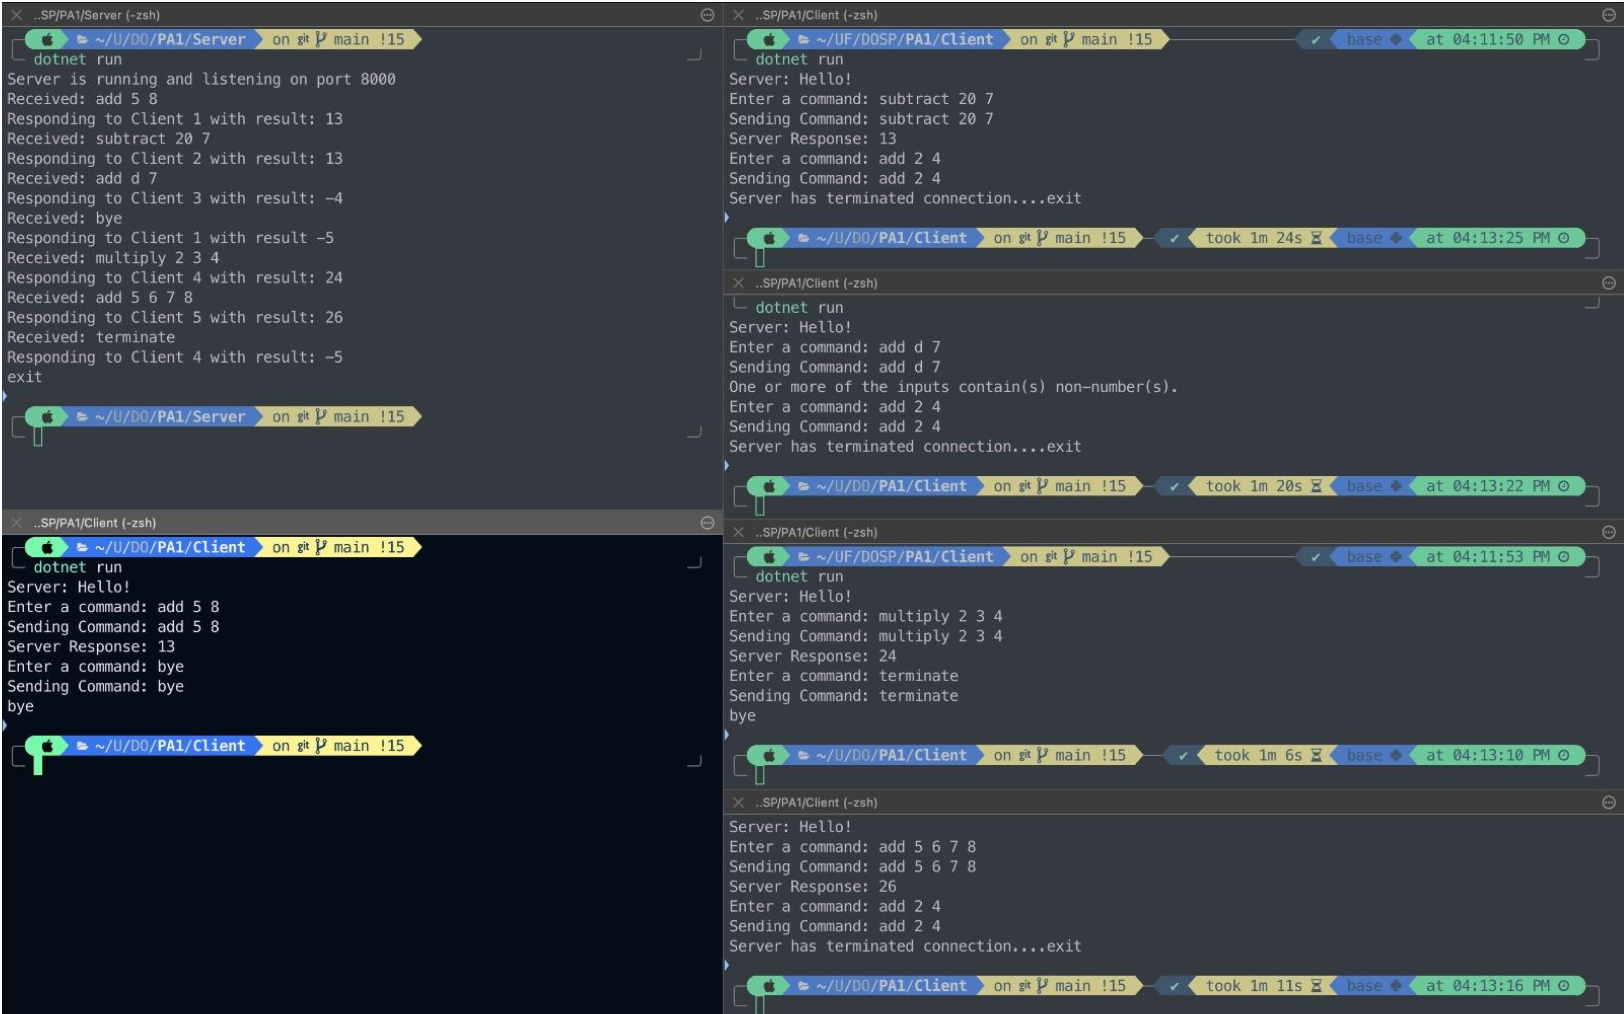 ..SP/PA1/Server (-zsh)
~/U/DO/PA1/Server on git main !15
dotnet run
Server is running and listening on port 8000
Received: add 5 8
Responding to Client 1 with result: 13
Received: subtract 20 7
Responding to Client 2 with result: 13
Received: add d 7
Responding to Client 3 with result: -4
Received: bye
Responding to Client 1 with result -5
Received: multiply 2 3 4
Responding to Client 4 with result: 24
Received: add 5 6 7 8
Responding to Client 5 with result: 26
Received: terminate
Responding to Client 4 with result: -5
exit
~/U/DO/PA1/Server on git main !15
..SP/PA1/Client (-zsh)
~/U/DO/PA1/Client on git main !15
dotnet run
Server: Hello!
Enter a command: add 5 8
Sending Command: add 5 8
Server Response: 13
Enter a command: bye
Sending Command: bye
bye
~/U/DO/PA1/Client on git main !15
..SP/PA1/Client (-zsh)
~/UF/DOSP/PA1/Client on git main !15 ✔ base at 04:11:50 PM
dotnet run
Server: Hello!
Enter a command: subtract 20 7
Sending Command: subtract 20 7
Server Response: 13
Enter a command: add 2 4
Sending Command: add 2 4
Server has terminated connection....exit
~/U/DO/PA1/Client on git main !15 ✔ took 1m 24s base at 04:13:25 PM
..SP/PA1/Client (-zsh)
dotnet run
Server: Hello!
Enter a command: add d 7
Sending Command: add d 7
One or more of the inputs contain(s) non-number(s).
Enter a command: add 2 4
Sending Command: add 2 4
Server has terminated connection....exit
~/U/DO/PA1/Client on git main !15 ✔ took 1m 20s base at 04:13:22 PM
..SP/PA1/Client (-zsh)
~/UF/DOSP/PA1/Client on git main !15 ✔ base at 04:11:53 PM
dotnet run
Server: Hello!
Enter a command: multiply 2 3 4
Sending Command: multiply 2 3 4
Server Response: 24
Enter a command: terminate
Sending Command: terminate
bye
~/U/DO/PA1/Client on git main !15 ✔ took 1m 6s base at 04:13:10 PM
..SP/PA1/Client (-zsh)
Server: Hello!
Enter a command: add 5 6 7 8
Sending Command: add 5 6 7 8
Server Response: 26
Enter a command: add 2 4
Sending Command: add 2 4
Server has terminated connection....exit
~/U/DO/PA1/Client on git main !15 ✔ took 1m 11s base at 04:13:16 PM